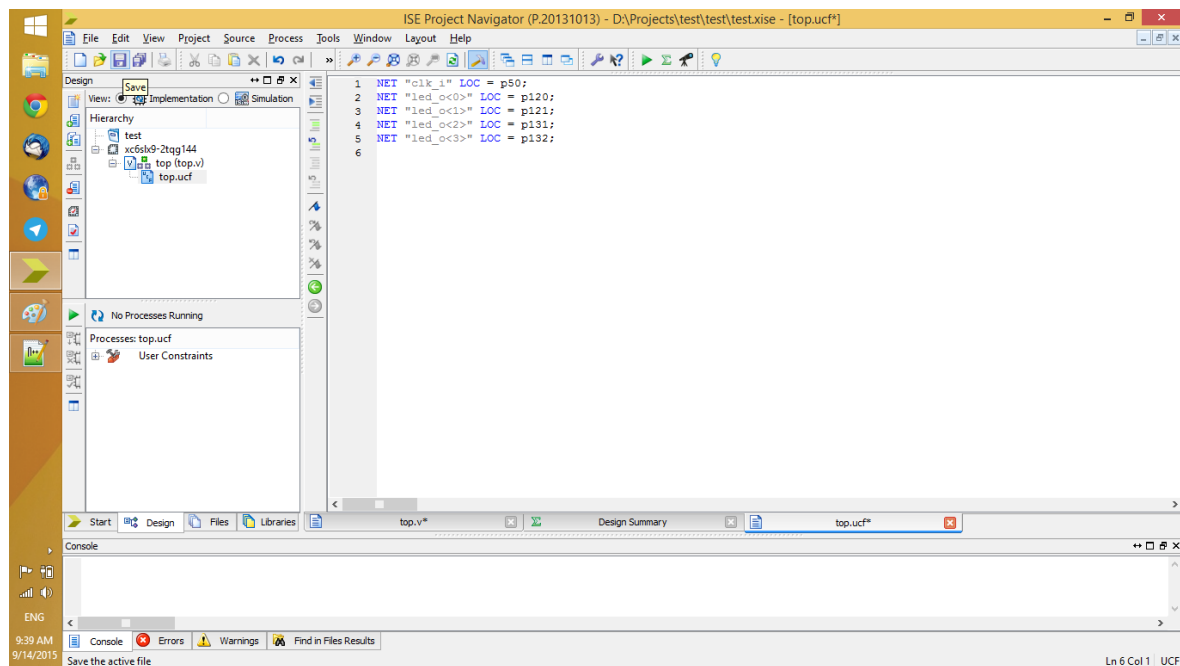 ISE Project Navigator (P.20131013) - D:\Projects\test\test\test.xise - [top.ucf*]
File Edit View Project Source Process Tools Window Layout Help
Design
Save
View: Implementation Simulation
Hierarchy
test
xc6slx9-2tqg144
top (top.v)
top.ucf
1 NET "clk_i" LOC = p50;
2 NET "led_o<0>" LOC = p120;
3 NET "led_o<1>" LOC = p121;
4 NET "led_o<2>" LOC = p131;
5 NET "led_o<3>" LOC = p132;
6
No Processes Running
Processes: top.ucf
User Constraints
Start Design Files Libraries
top.v* Design Summary top.ucf*
Console
Console Errors Warnings Find in Files Results
Save the active file
Ln 6 Col 1 UCF
ENG
9:39 AM
9/14/2015